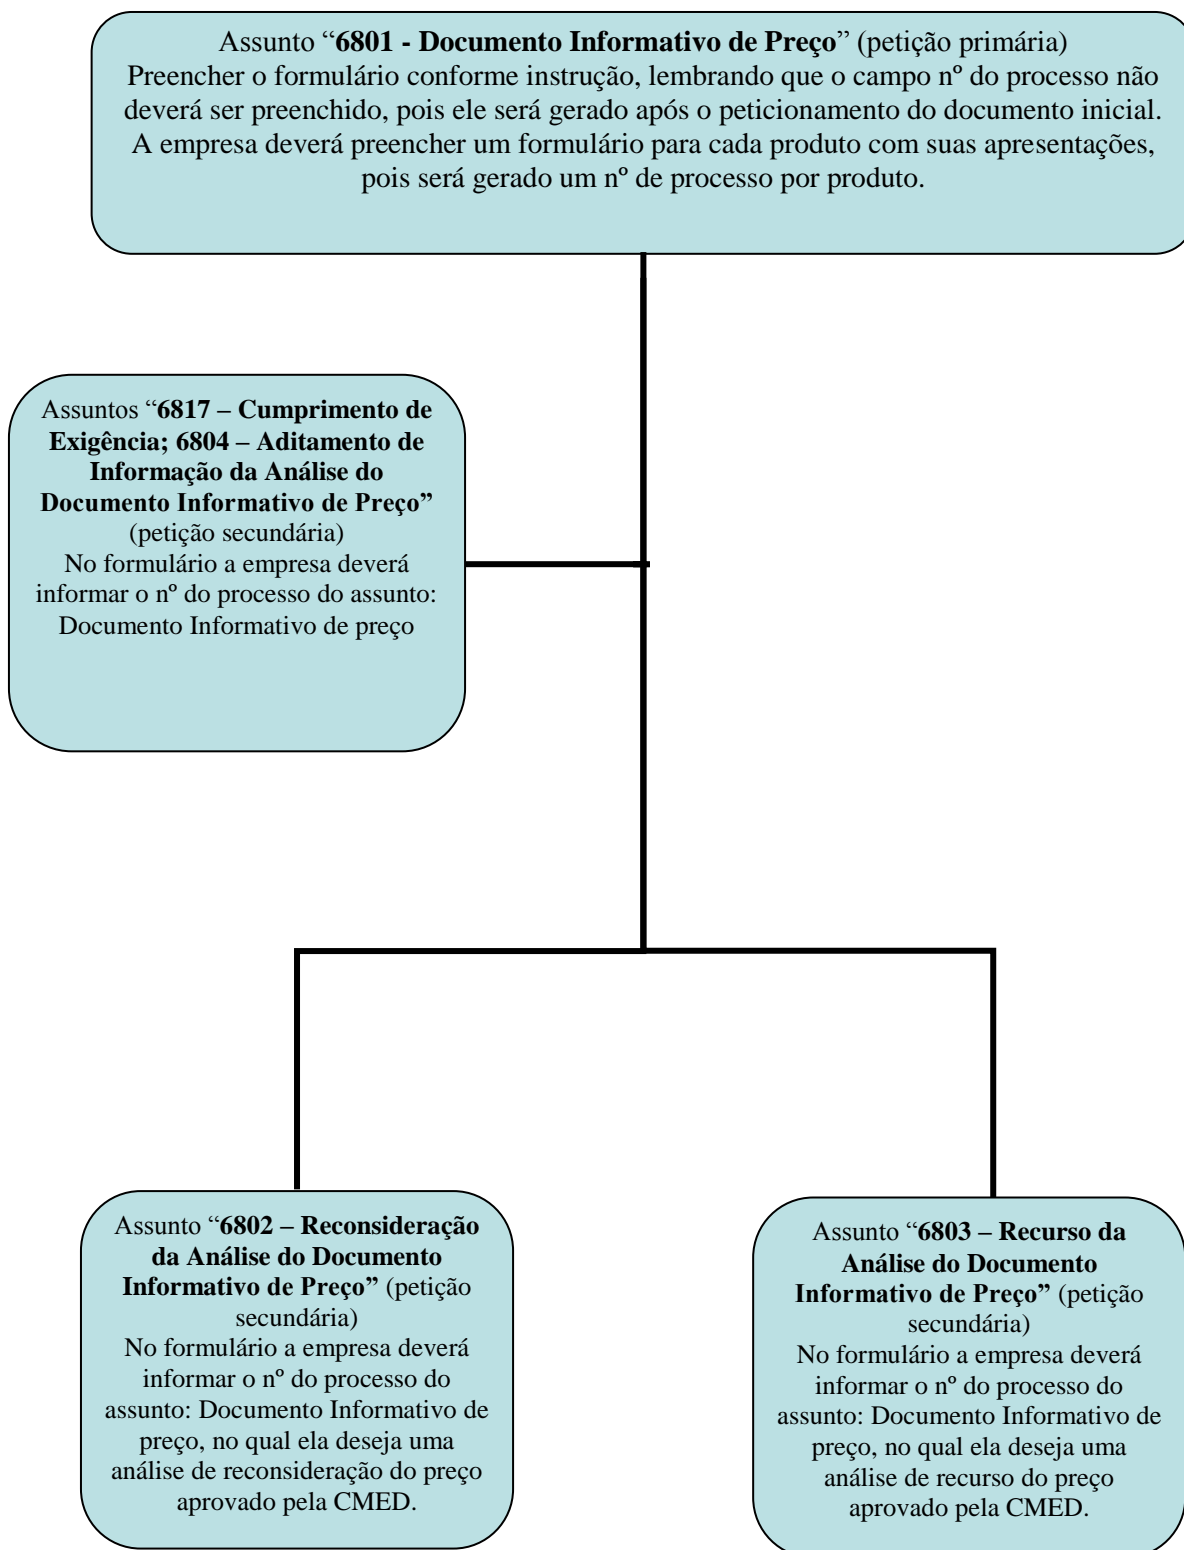 Assunto “6801 - Documento Informativo de Preço” (petição primária)
Preencher o formulário conforme instrução, lembrando que o campo nº do processo não
deverá ser preenchido, pois ele será gerado após o peticionamento do documento inicial.
A empresa deverá preencher um formulário para cada produto com suas apresentações,
pois será gerado um nº de processo por produto.
Assuntos “6817 – Cumprimento de
Exigência; 6804 – Aditamento de
Informação da Análise do
Documento Informativo de Preço”
(petição secundária)
No formulário a empresa deverá
informar o nº do processo do assunto:
Documento Informativo de preço
Assunto “6802 – Reconsideração
da Análise do Documento
Informativo de Preço” (petição
secundária)
No formulário a empresa deverá
informar o nº do processo do
assunto: Documento Informativo de
preço, no qual ela deseja uma
análise de reconsideração do preço
aprovado pela CMED.
Assunto “6803 – Recurso da
Análise do Documento
Informativo de Preço” (petição
secundária)
No formulário a empresa deverá
informar o nº do processo do
assunto: Documento Informativo de
preço, no qual ela deseja uma
análise de recurso do preço
aprovado pela CMED.